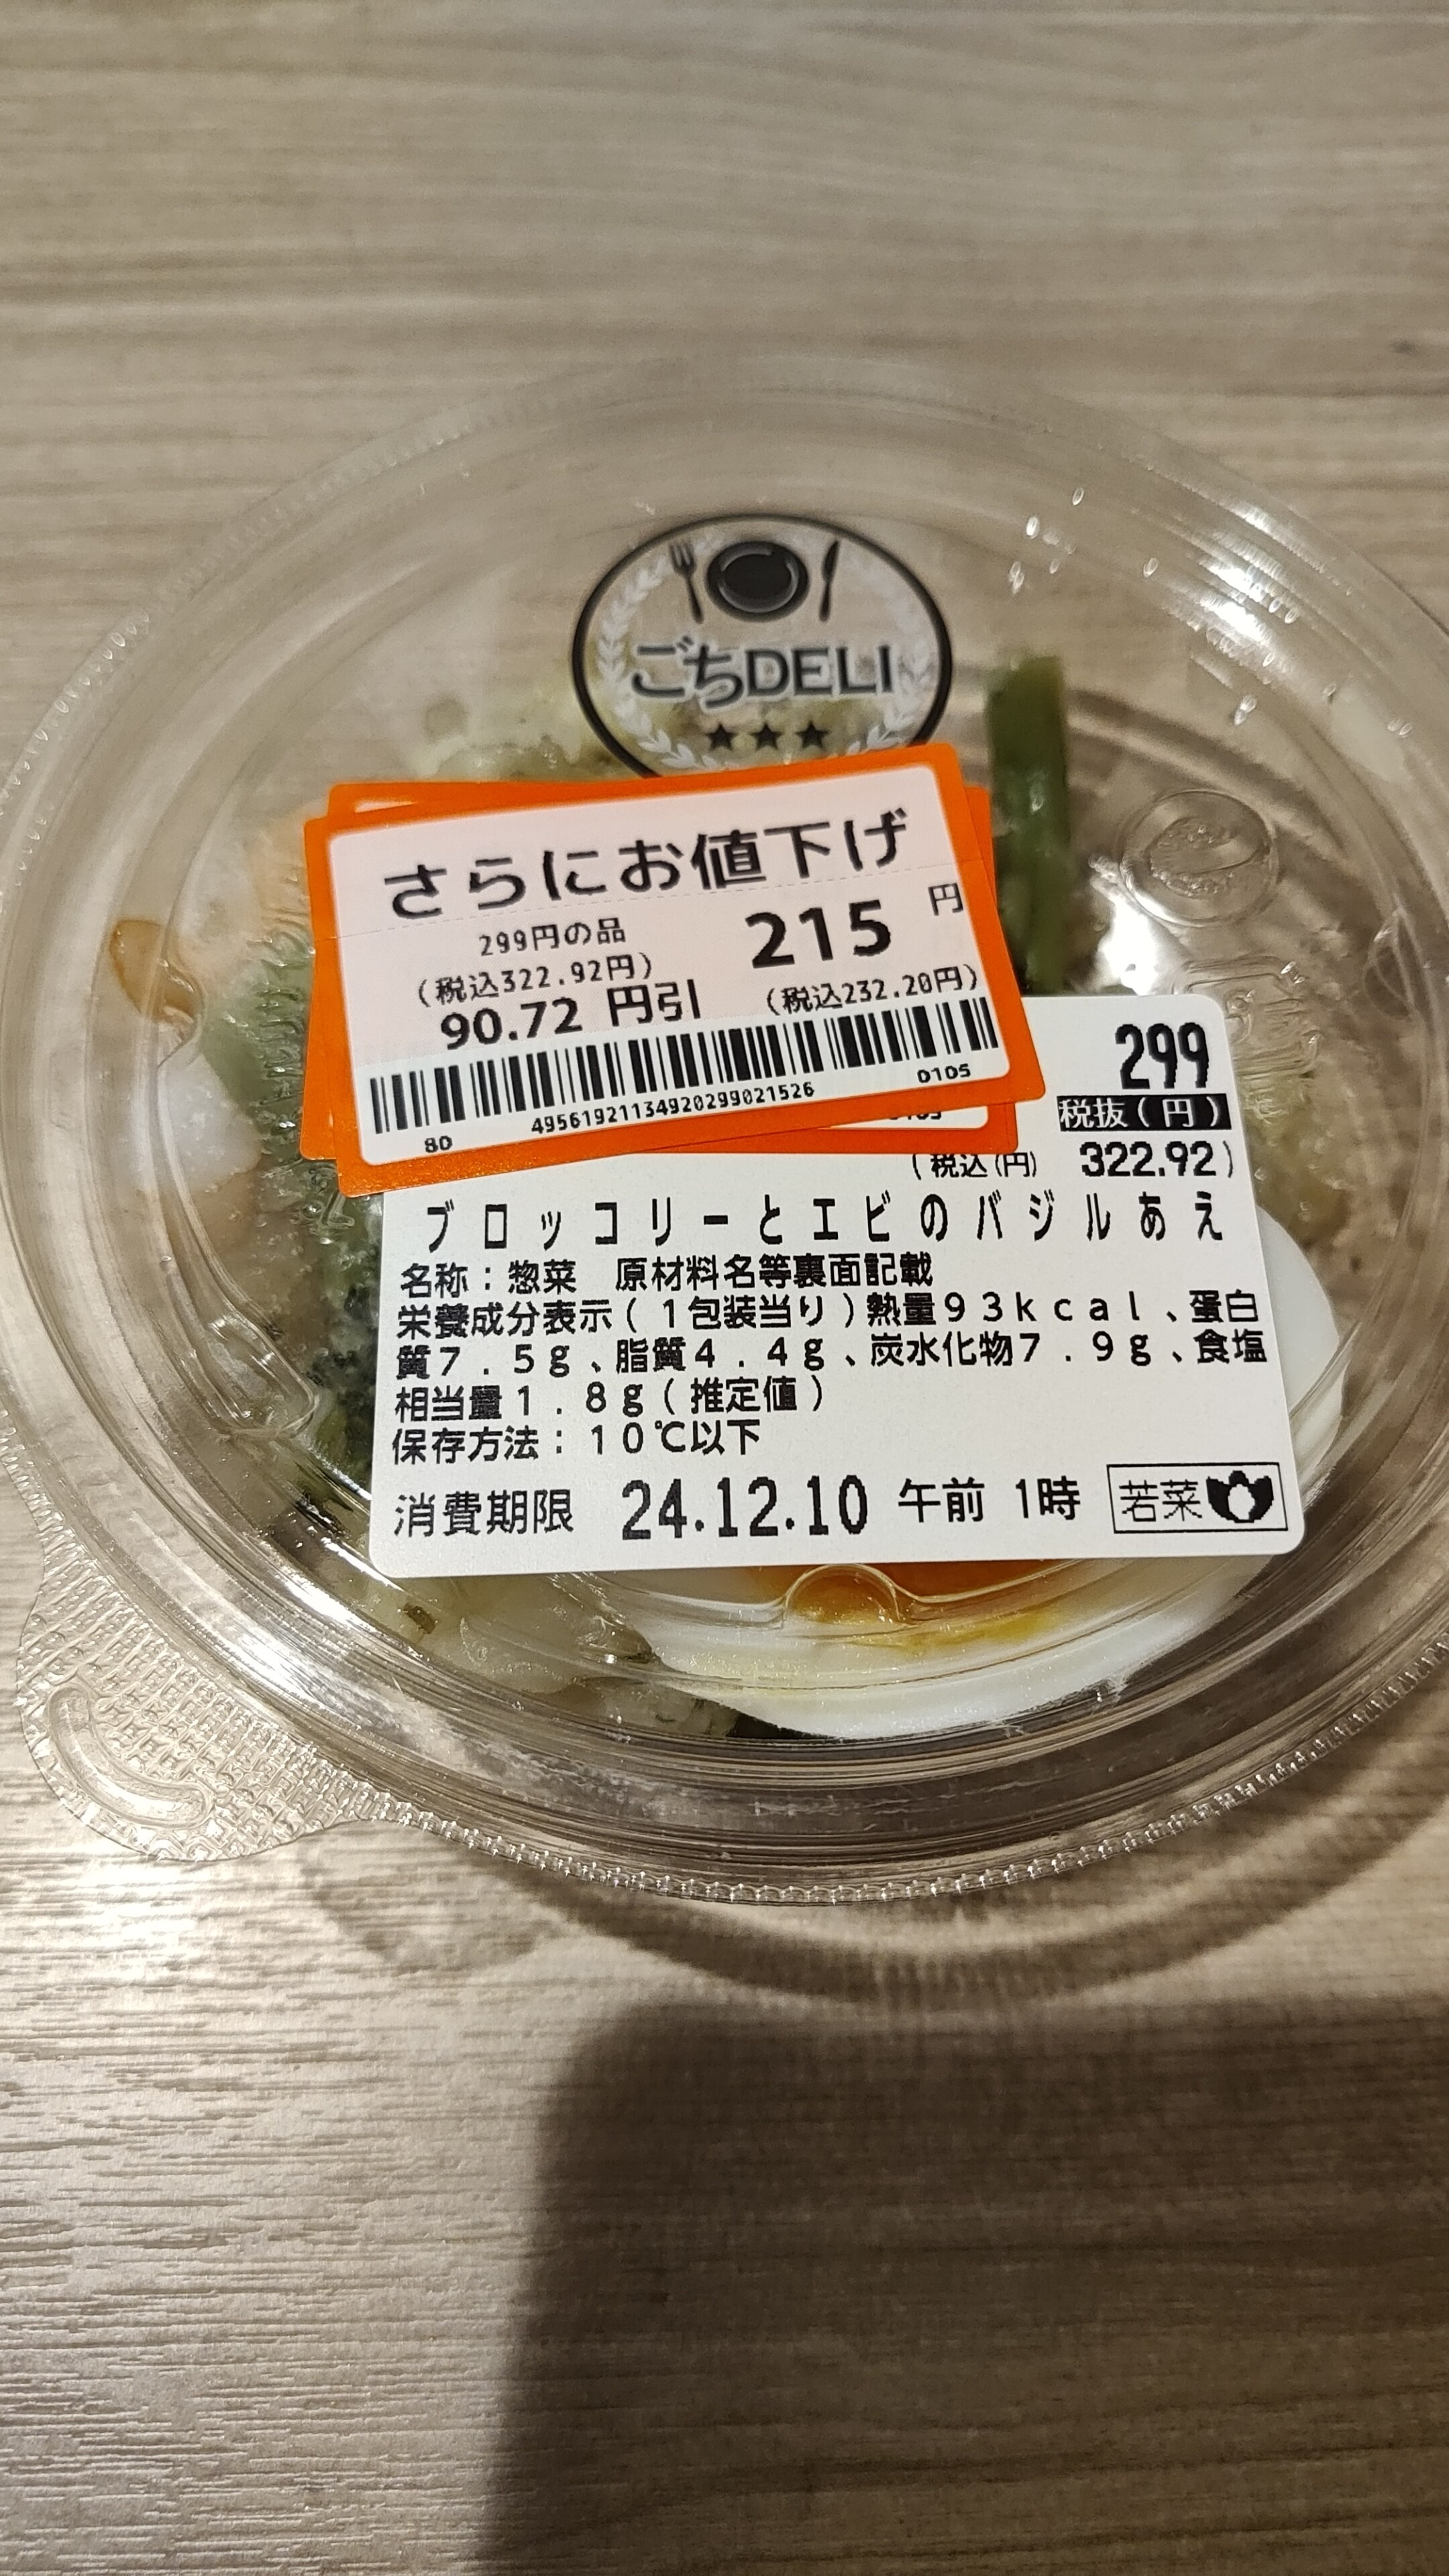 ごちDELI
★★★
さらにお値下げ
299円の品
(税込322.92円)
90.72 円引
215 円
(税込232.20円)
0105
80 49561921134920299021526
299
税抜(円)
(税込(円) 322.92)
ブロッコリーとエビのバジルあえ
名称:惣菜 原材料名等裏面記載
栄養成分表示(1包装当り)熱量93kcal、蛋白
質7.5g、脂質4.4g、炭水化物7.9g、食塩
相当量1.8g(推定値)
保存方法:10℃以下
消費期限 24.12.10 午前 1時 若菜